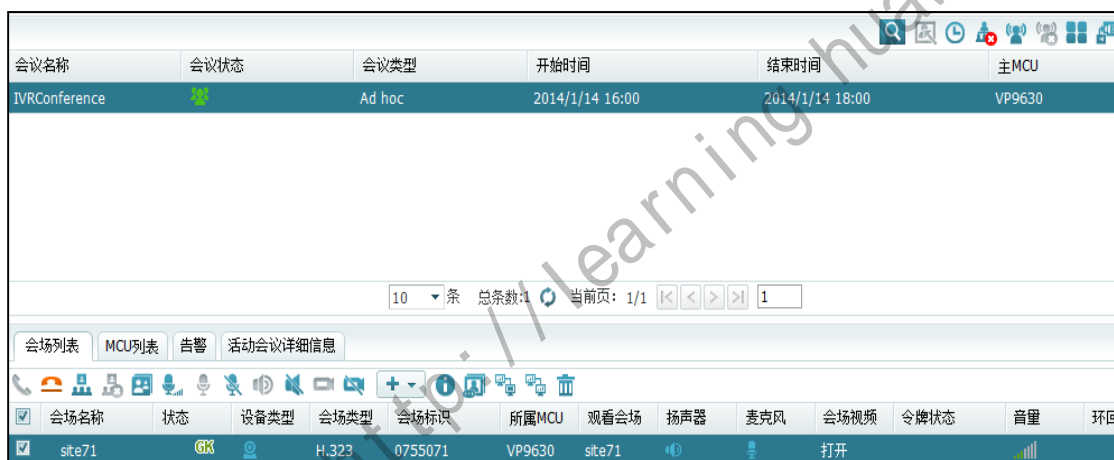 会议名称 会议状态 会议类型 开始时间 结束时间 主MCU
IVRConference Ad hoc 2014/1/14 16:00 2014/1/14 18:00 VP9630
10 条 总条数:1 当前页: 1/1 1
会场列表 MCU列表 告警 活动会议详细信息
会场名称 状态 设备类型 会场类型 会场标识 所属MCU 观看会场 扬声器 麦克风 会场视频 令牌状态 音量 环回
site71 GK H.323 0755071 VP9630 site71 打开
http://learning.hua